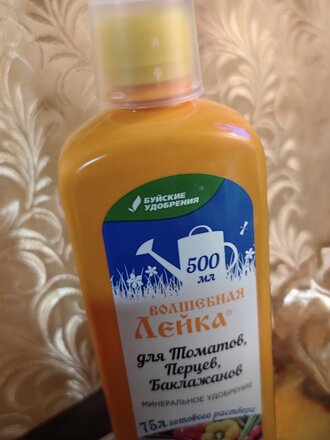 БУЙСКИЕ
УДОБРЕНИЯ®
500
мл
ВОЛШЕБНАЯ
ЛЕЙКА®
для Томатов,
Перцев,
Баклажанов
МИНЕРАЛЬНОЕ УДОБРЕНИЕ
75л готового раствора